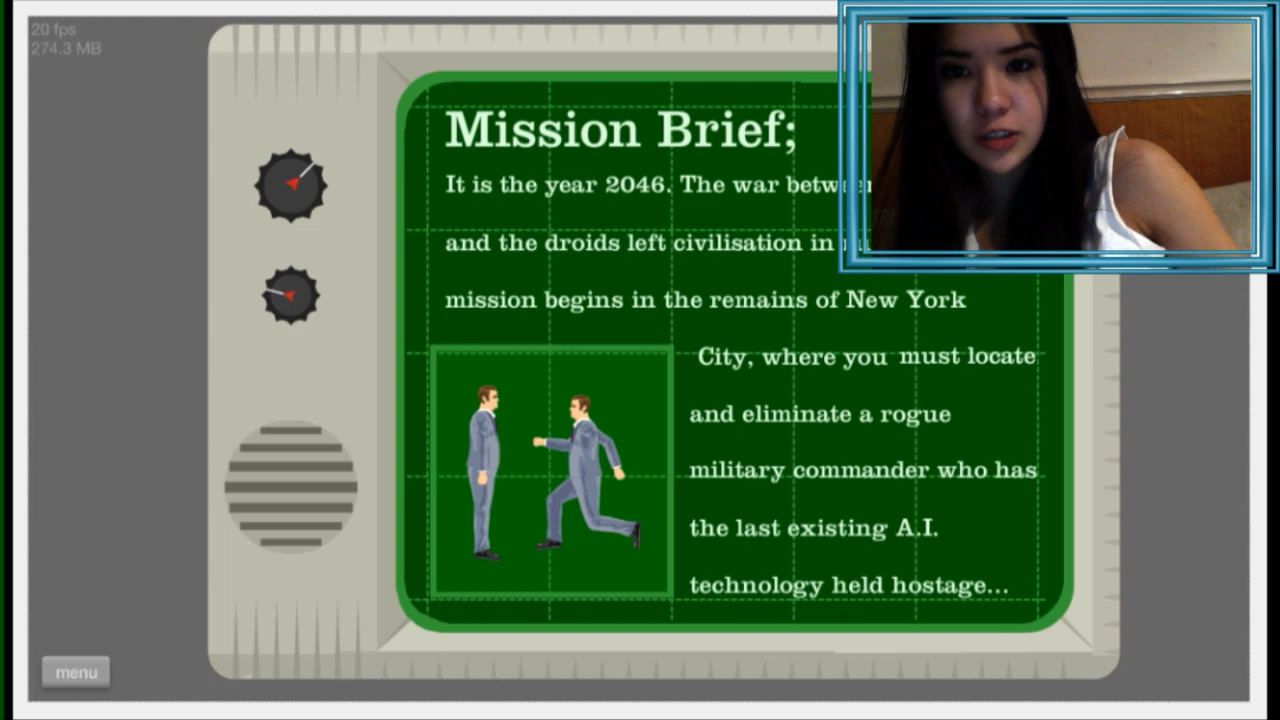 20 fps
274.3 MB
Mission Brief;
It is the year 2046. The war between
and the droids left civilisation in
mission begins in the remains of New York
City, where you must locate
and eliminate a rogue
military commander who has
the last existing A.I.
technology held hostage...
menu